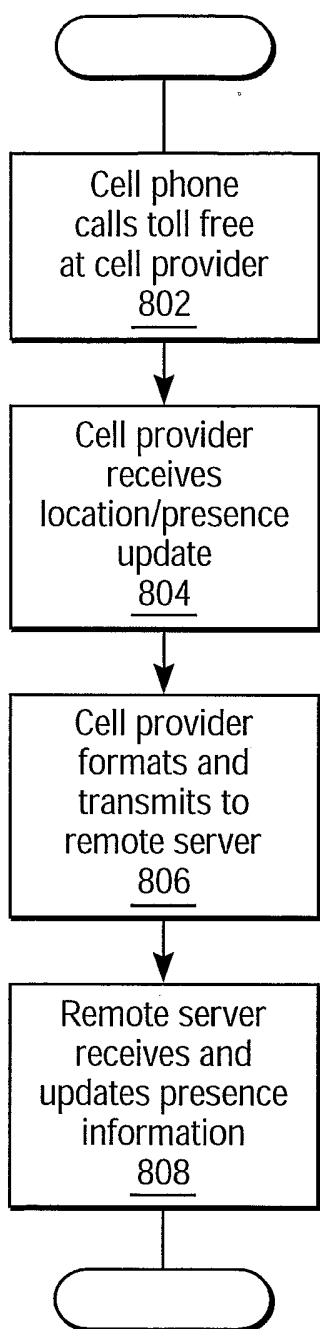 Cell phone
calls toll free
at cell provider
802
Cell provider
receives
location/presence
update
804
Cell provider
formats and
transmits to
remote server
806
Remote server
receives and
updates presence
information
808